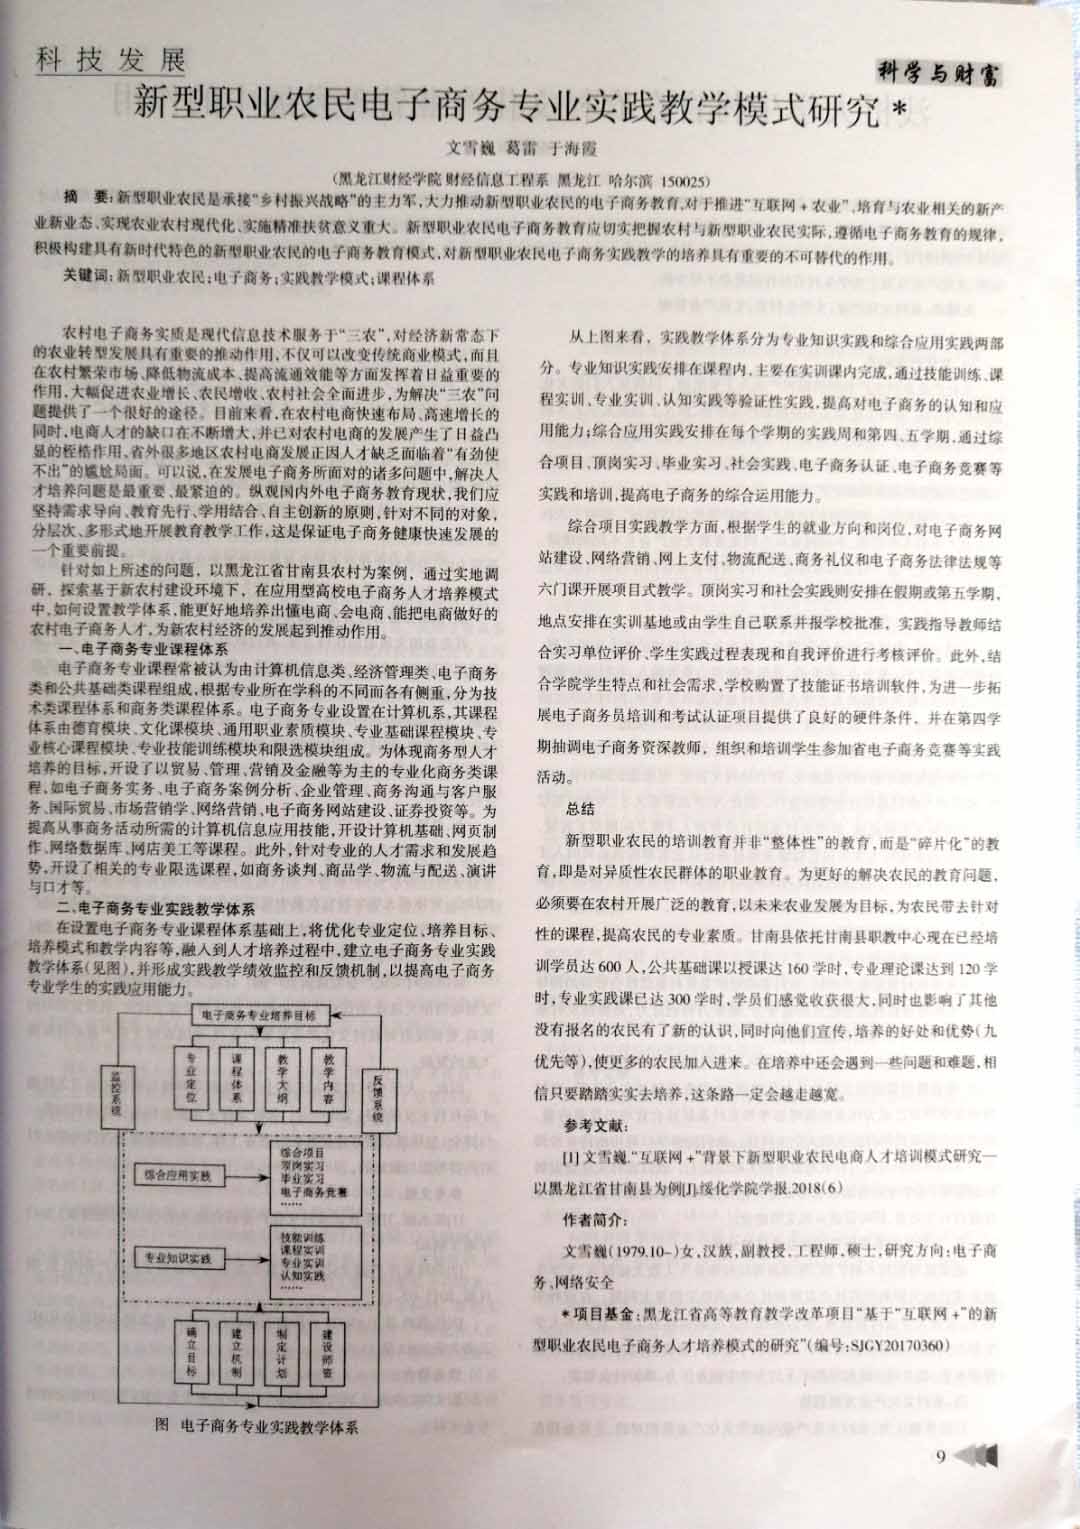 科技发展
科学与财富
新型职业农民电子商务专业实践教学模式研究*
文雪巍 葛雷 于海霞
(黑龙江财经学院 财经信息工程系 黑龙江 哈尔滨 150025)
摘 要:新型职业农民是承接“乡村振兴战略”的主力军,大力推动新型职业农民的电子商务教育,对于推进“互联网+农业”,培育与农业相关的新产
业新业态、实现农业农村现代化、实施精准扶贫意义重大。新型职业农民电子商务教育应切实把握农村与新型职业农民实际,遵循电子商务教育的规律,
积极构建具有新时代特色的新型职业农民的电子商务教育模式,对新型职业农民电子商务实践教学的培养具有重要的不可替代的作用。
关键词:新型职业农民;电子商务;实践教学模式;课程体系
农村电子商务实质是现代信息技术服务于“三农”,对经济新常态下
的农业转型发展具有重要的推动作用,不仅可以改变传统商业模式,而且
在农村繁荣市场、降低物流成本、提高流通效能等方面发挥着日益重要的
作用,大幅促进农业增长、农民增收、农村社会全面进步,为解决“三农”问
题提供了一个很好的途径。目前来看,在农村电商快速布局、高速增长的
同时,电商人才的缺口在不断增大,并已对农村电商的发展产生了日益凸
显的桎梏作用,省外很多地区农村电商发展正因人才缺乏而面临着“有劲使
不出”的尴尬局面。可以说,在发展电子商务所面对的诸多问题中,解决人
才培养问题是最重要、最紧迫的。纵观国内外电子商务教育现状,我们应
坚持需求导向、教育先行、学用结合、自主创新的原则,针对不同的对象,
分层次、多形式地开展教育教学工作,这是保证电子商务健康快速发展的
一个重要前提。
针对如上所述的问题，以黑龙江省甘南县农村为案例，通过实地调
研，探索基于新农村建设环境下，在应用型高校电子商务人才培养模式
中,如何设置教学体系,能更好地培养出懂电商、会电商、能把电商做好的
农村电子商务人才,为新农村经济的发展起到推动作用。
一、电子商务专业课程体系
电子商务专业课程常被认为由计算机信息类、经济管理类、电子商务
类和公共基础类课程组成,根据专业所在学科的不同而各有侧重,分为技
术类课程体系和商务类课程体系。电子商务专业设置在计算机系,其课程
体系由德育模块、文化课模块、通用职业素质模块、专业基础课程模块、专
业核心课程模块、专业技能训练模块和限选模块组成。为体现商务型人才
培养的目标,开设了以贸易、管理、营销及金融等为主的专业化商务类课
程,如电子商务实务、电子商务案例分析、企业管理、商务沟通与客户服
务、国际贸易、市场营销学、网络营销、电子商务网站建设、证券投资等。为
提高从事商务活动所需的计算机信息应用技能,开设计算机基础、网页制
作、网络数据库、网店美工等课程。此外,针对专业的人才需求和发展趋
势,开设了相关的专业限选课程,如商务谈判、商品学、物流与配送、演讲
与口才等。
二、电子商务专业实践教学体系
在设置电子商务专业课程体系基础上,将优化专业定位、培养目标、
培养模式和教学内容等,融入到人才培养过程中,建立电子商务专业实践
教学体系(见图),并形成实践教学绩效监控和反馈机制,以提高电子商务
专业学生的实践应用能力。
电子商务专业培养目标
监控系统
专业定位
课程体系
教学大纲
教学内容
反馈系统
综合应用实践
综合项目
顶岗实习
毕业实习
电子商务竞赛
……
专业知识实践
技能训练
课程实训
专业实训
认知实践
……
确立目标
建立机制
制定计划
建设师资
图 电子商务专业实践教学体系
从上图来看，实践教学体系分为专业知识实践和综合应用实践两部
分。专业知识实践安排在课程内,主要在实训课内完成,通过技能训练、课
程实训、专业实训、认知实践等验证性实践,提高对电子商务的认知和应
用能力;综合应用实践安排在每个学期的实践周和第四、五学期,通过综
合项目、顶岗实习、毕业实习、社会实践、电子商务认证、电子商务竞赛等
实践和培训,提高电子商务的综合运用能力。
综合项目实践教学方面,根据学生的就业方向和岗位,对电子商务网
站建设、网络营销、网上支付,物流配送、商务礼仪和电子商务法律法规等
六门课开展项目式教学。顶岗实习和社会实践则安排在假期或第五学期,
地点安排在实训基地或由学生自己联系并报学校批准，实践指导教师结
合实习单位评价、学生实践过程表现和自我评价进行考核评价。此外,结
合学院学生特点和社会需求,学校购置了技能证书培训软件,为进一步拓
展电子商务员培训和考试认证项目提供了良好的硬件条件，并在第四学
期抽调电子商务资深教师，组织和培训学生参加省电子商务竞赛等实践
活动。
总结
新型职业农民的培训教育并非“整体性”的教育,而是“碎片化”的教
育,即是对异质性农民群体的职业教育。为更好的解决农民的教育问题,
必须要在农村开展广泛的教育,以未来农业发展为目标,为农民带去针对
性的课程,提高农民的专业素质。甘南县依托甘南县职教中心现在已经培
训学员达600人,公共基础课以授课达160学时,专业理论课达到120学
时,专业实践课已达300学时,学员们感觉收获很大,同时也影响了其他
没有报名的农民有了新的认识,同时向他们宣传,培养的好处和优势(九
优先等),使更多的农民加入进来。在培养中还会遇到一些问题和难题,相
信只要踏踏实实去培养,这条路一定会越走越宽。
参考文献:
[1]文雪巍.“互联网+”背景下新型职业农民电商人才培训模式研究—
以黑龙江省甘南县为例[J].绥化学院学报.2018(6)
作者简介:
文雪巍(1979.10-)女,汉族,副教授、工程师,硕士,研究方向:电子商
务、网络安全
*项目基金:黑龙江省高等教育教学改革项目“基于“互联网+”的新
型职业农民电子商务人才培养模式的研究”(编号:SJGY20170360)
9